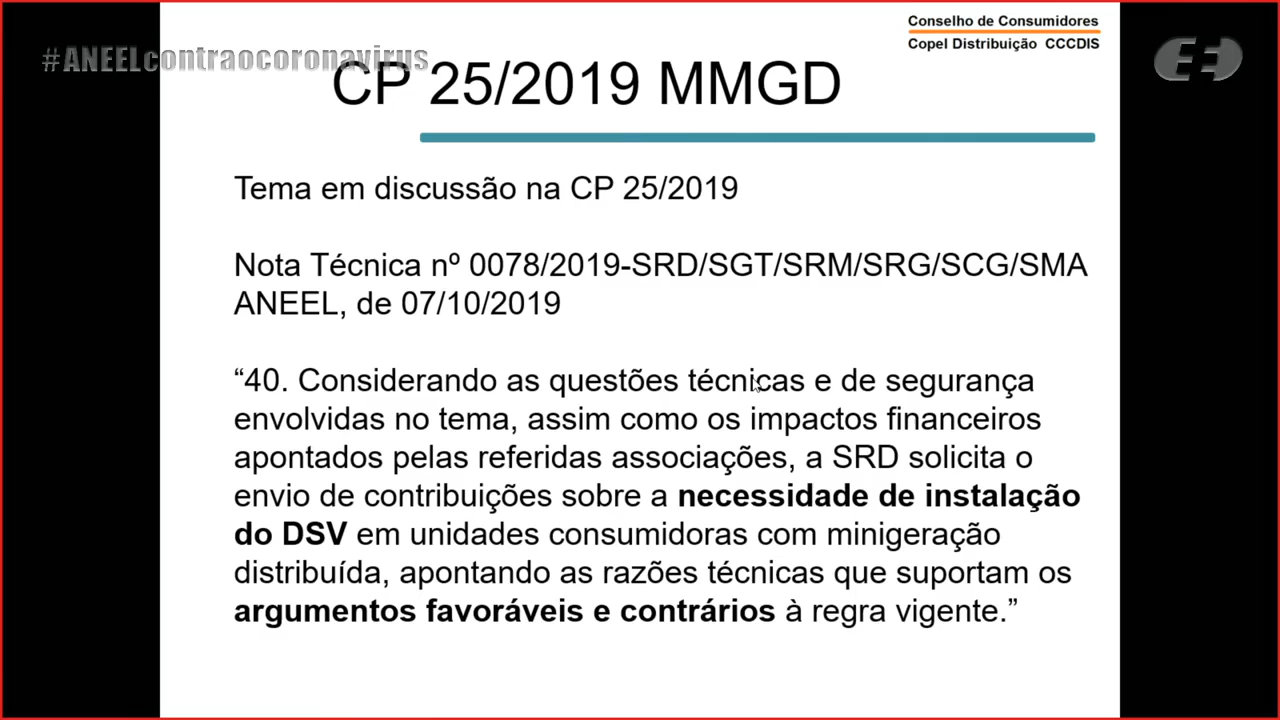 Conselho de Consumidores
Copel Distribuição CCCDIS
#ANEELcontraocoronavirus
CP 25/2019 MMGD
Tema em discussão na CP 25/2019
Nota Técnica nº 0078/2019-SRD/SGT/SRM/SRG/SCG/SMA
ANEEL, de 07/10/2019
“40. Considerando as questões técnicas e de segurança
envolvidas no tema, assim como os impactos financeiros
apontados pelas referidas associações, a SRD solicita o
envio de contribuições sobre a necessidade de instalação
do DSV em unidades consumidoras com minigeração
distribuída, apontando as razões técnicas que suportam os
argumentos favoráveis e contrários à regra vigente.”